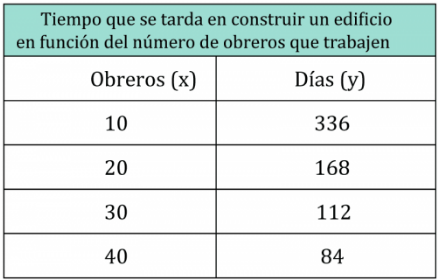 Tiempo que se tarda en construir un edificio
en función del número de obreros que trabajen
Obreros (x) Días (y)
10 336
20 168
30 112
40 84